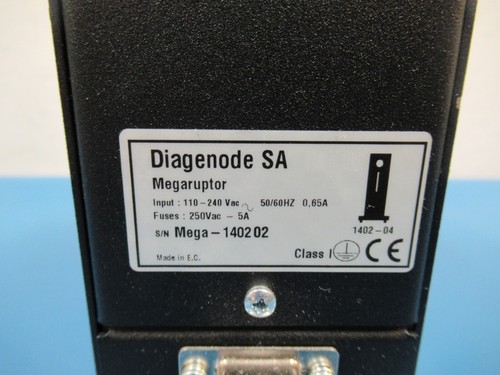 Diagenode SA
Megaruptor
Input : 110-240 Vac ~ 50/60HZ 0,65A
Fuses : 250Vac - 5A
S/N Mega-140202
1402-04
Made in E.C.
Class I CE